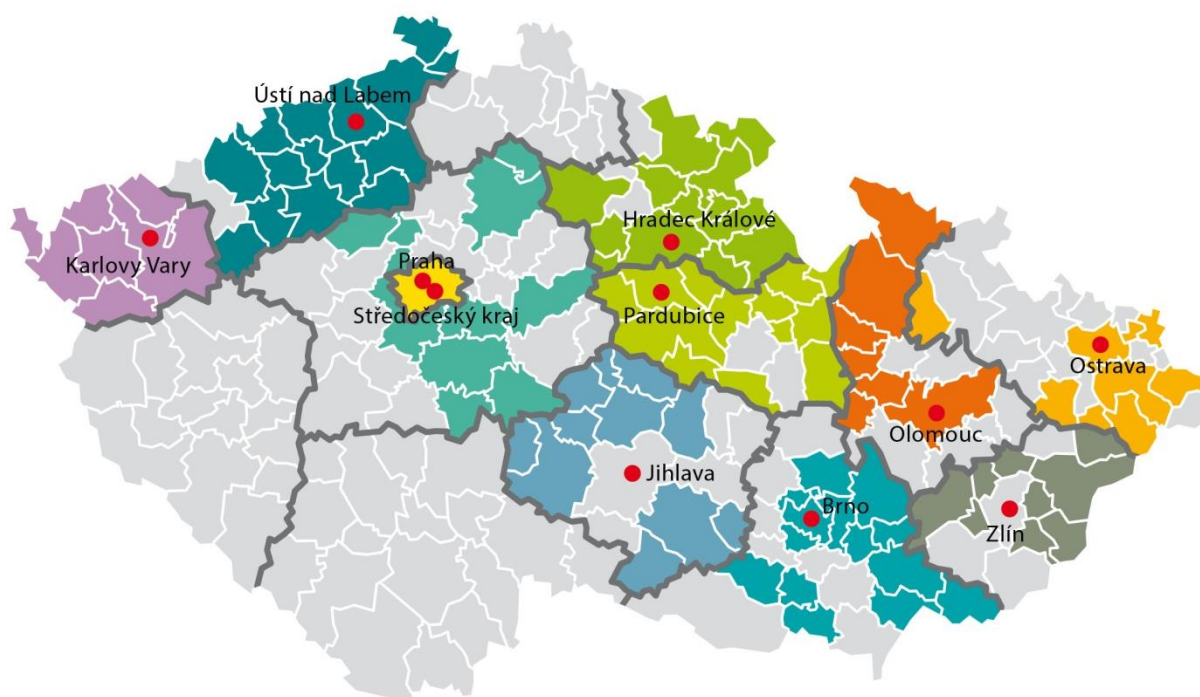 Ústí nad Labem
Karlovy Vary
Praha
Středočeský kraj
Hradec Králové
Pardubice
Jihlava
Brno
Olomouc
Ostrava
Zlín